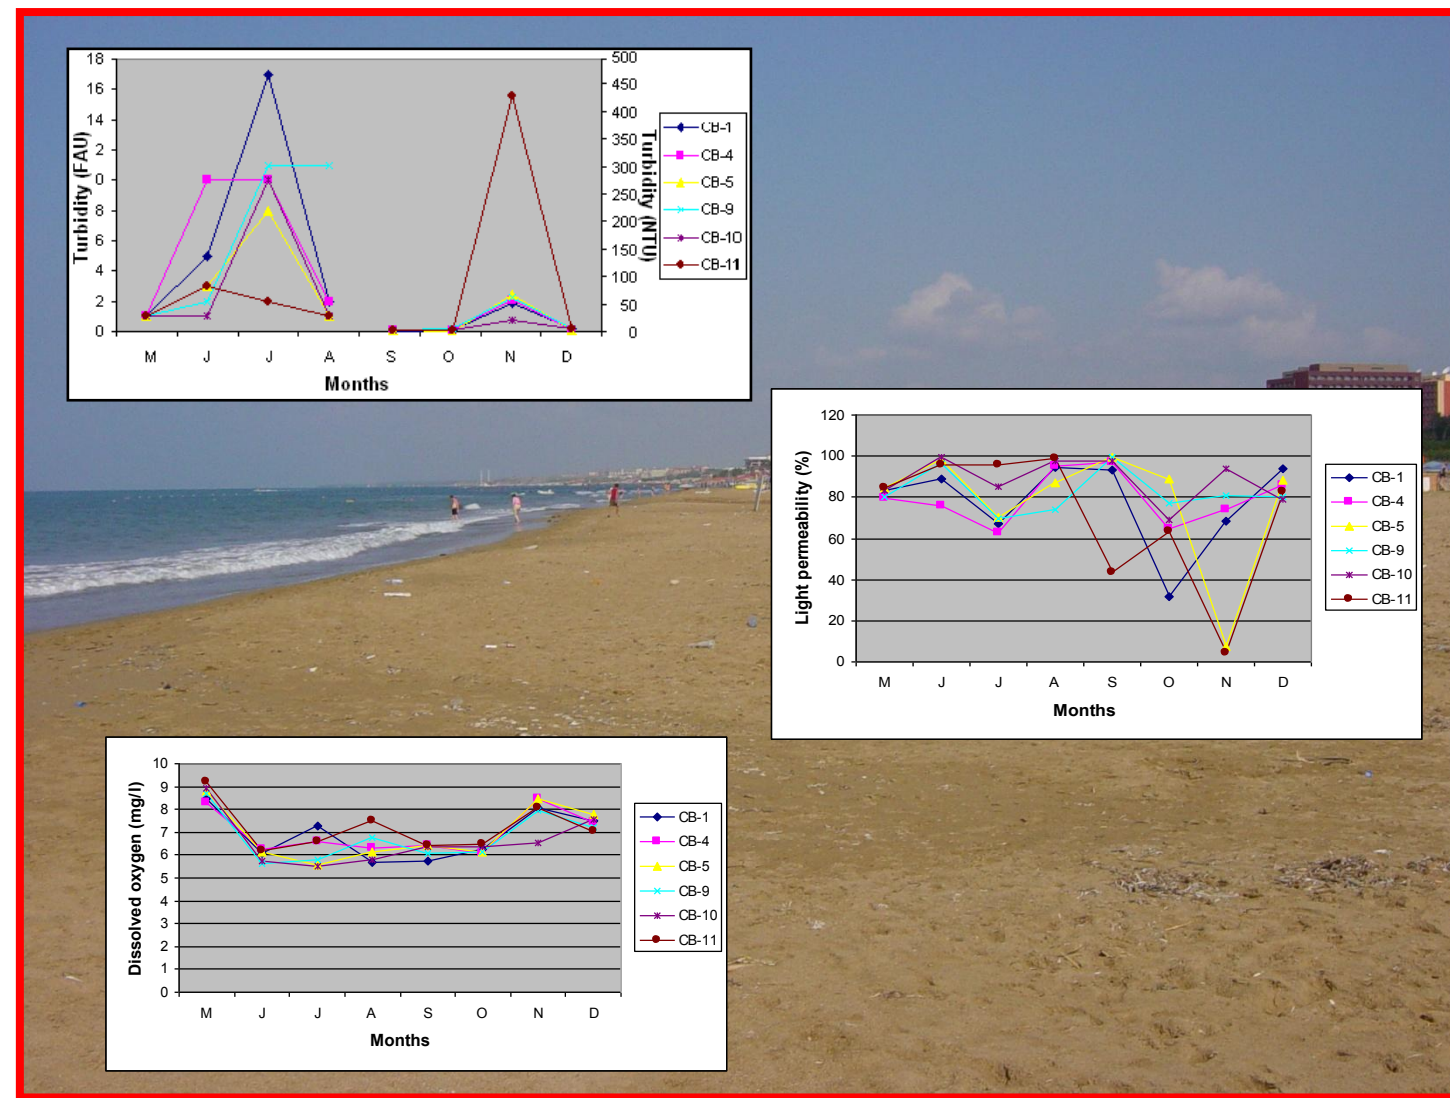 18
16
14
2
0
8
6
4
2
0
500
450
400
350
300
250
200
150
100
50
0
Turbidity (FAU)
Turbidity (NTU)
M J J A S O N D
Months
CB-1
CB-4
CB-5
CB-9
CB-10
CB-11
120
100
80
60
40
20
0
Light permeability (%)
M J J A S O N D
Months
CB-1
CB-4
CB-5
CB-9
CB-10
CB-11
10
9
8
7
6
5
4
3
2
1
0
Dissolved oxygen (mg/l)
M J J A S O N D
Months
CB-1
CB-4
CB-5
CB-9
CB-10
CB-11